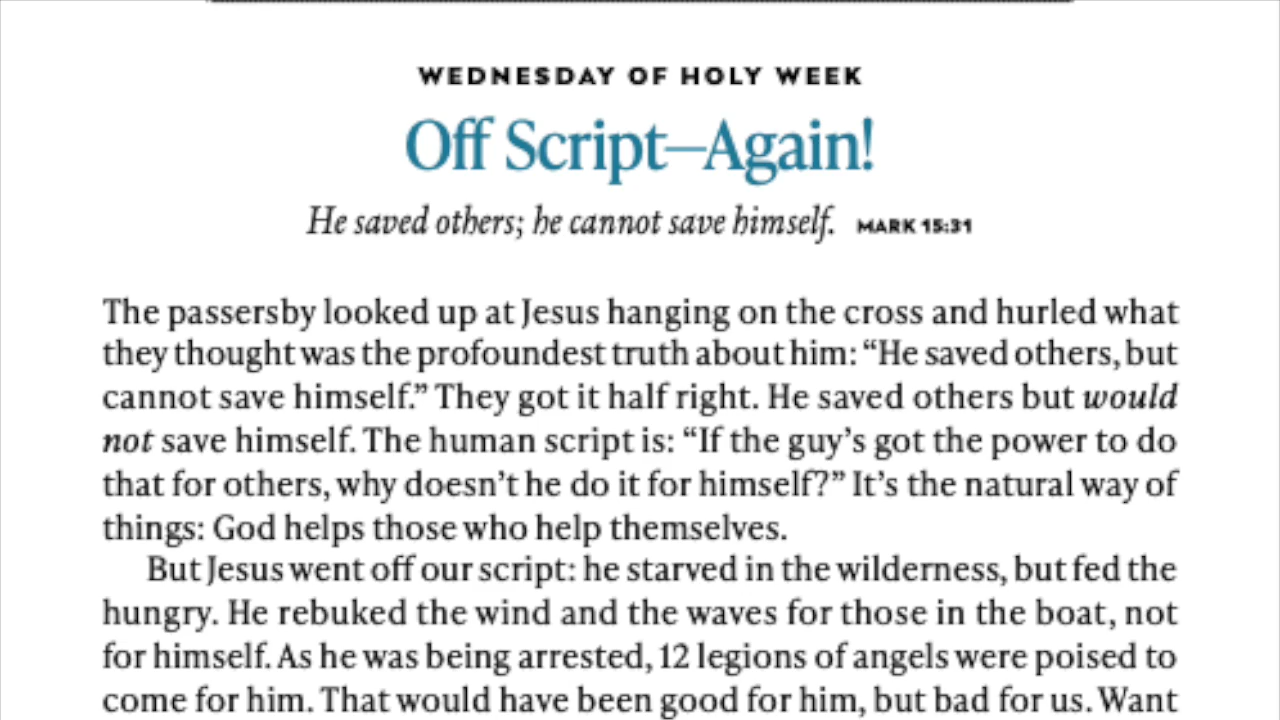 WEDNESDAY OF HOLY WEEK
Off Script—Again!
He saved others; he cannot save himself. MARK 15:31
The passersby looked up at Jesus hanging on the cross and hurled what
they thought was the profoundest truth about him: “He saved others, but
cannot save himself.” They got it half right. He saved others but would
not save himself. The human script is: “If the guy’s got the power to do
that for others, why doesn’t he do it for himself?” It’s the natural way of
things: God helps those who help themselves.
But Jesus went off our script: he starved in the wilderness, but fed the
hungry. He rebuked the wind and the waves for those in the boat, not
for himself. As he was being arrested, 12 legions of angels were poised to
come for him. That would have been good for him, but bad for us. Want